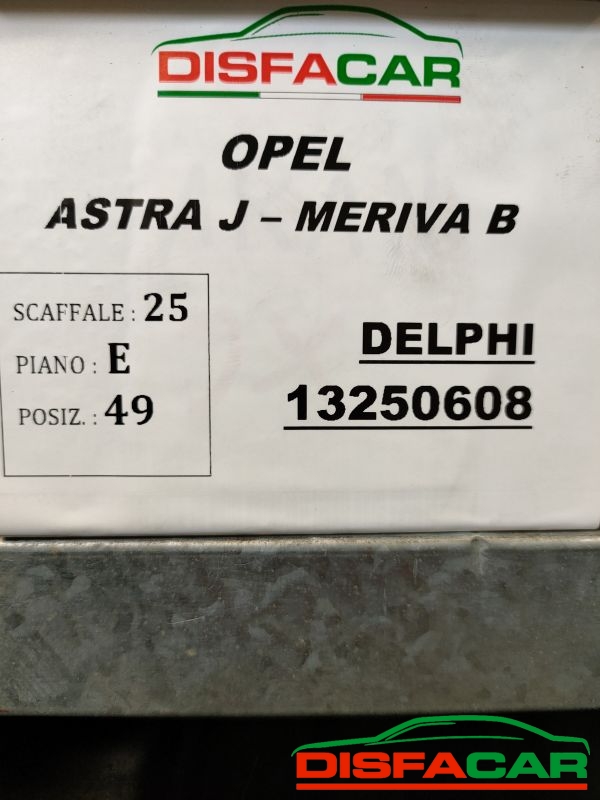 DISFACAR
OPEL
ASTRA J – MERIVA B
SCAFFALE : 25
PIANO : E
POSIZ. : 49
DELPHI
13250608
DISFACAR